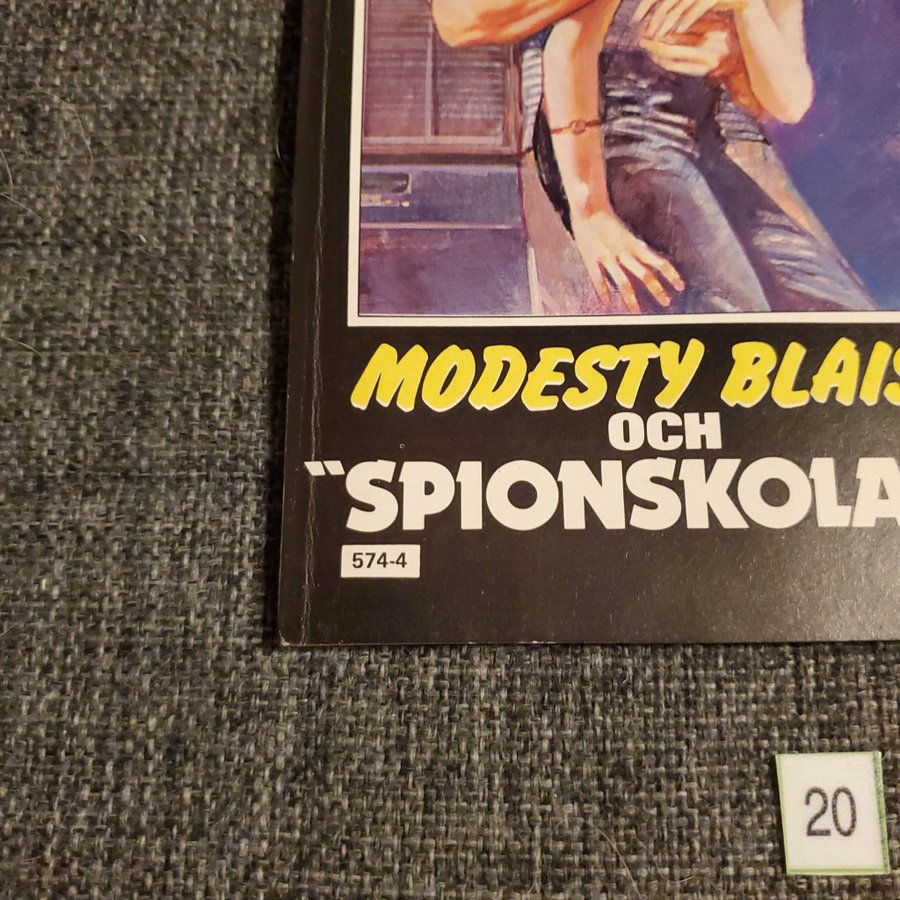 MODESTY BLAIS
OCH
"SPIONSKOLA
574-4
20